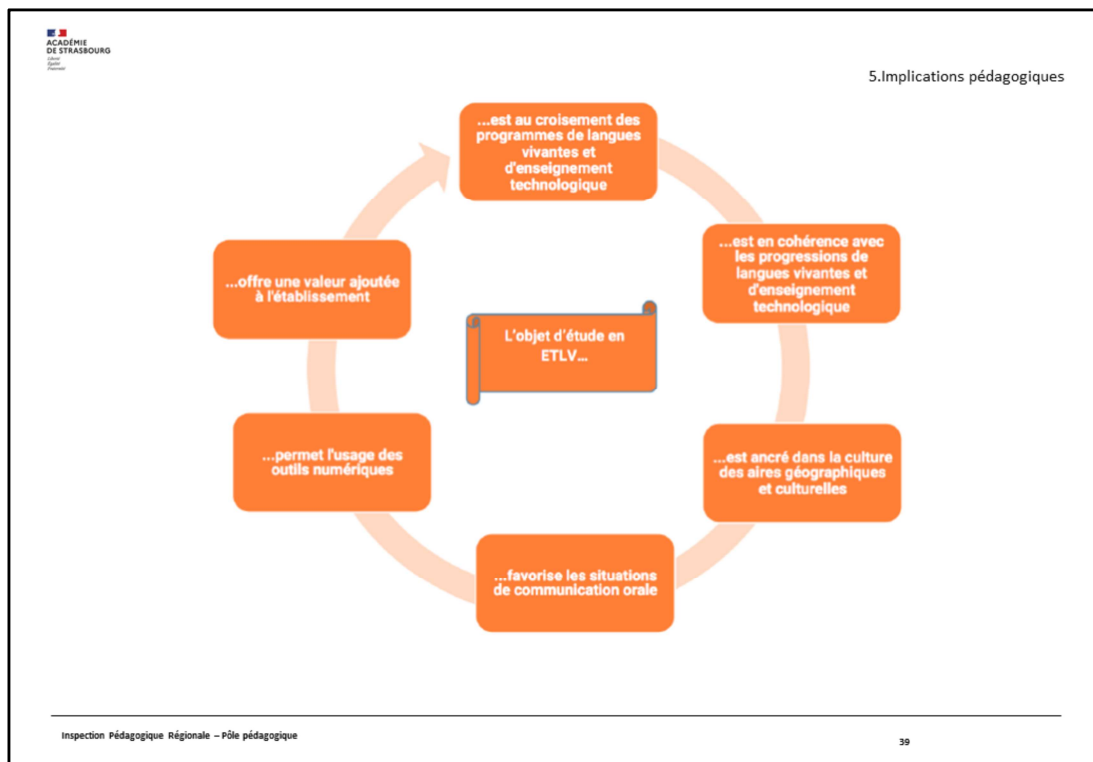 ACADÉMIE
DE STRASBOURG
Liberté
Égalité
Fraternité
5.Implications pédagogiques
...est au croisement des
programmes de langues
vivantes et
d'enseignement
technologique
...est en cohérence avec
les progressions de
langues vivantes et
d'enseignement
technologique
...est ancré dans la culture
des aires géographiques
et culturelles
...favorise les situations
de communication orale
...permet l'usage des
outils numériques
...offre une valeur ajoutée
à l'établissement
L'objet d'étude en
ETLV...
Inspection Pédagogique Régionale – Pôle pédagogique
39